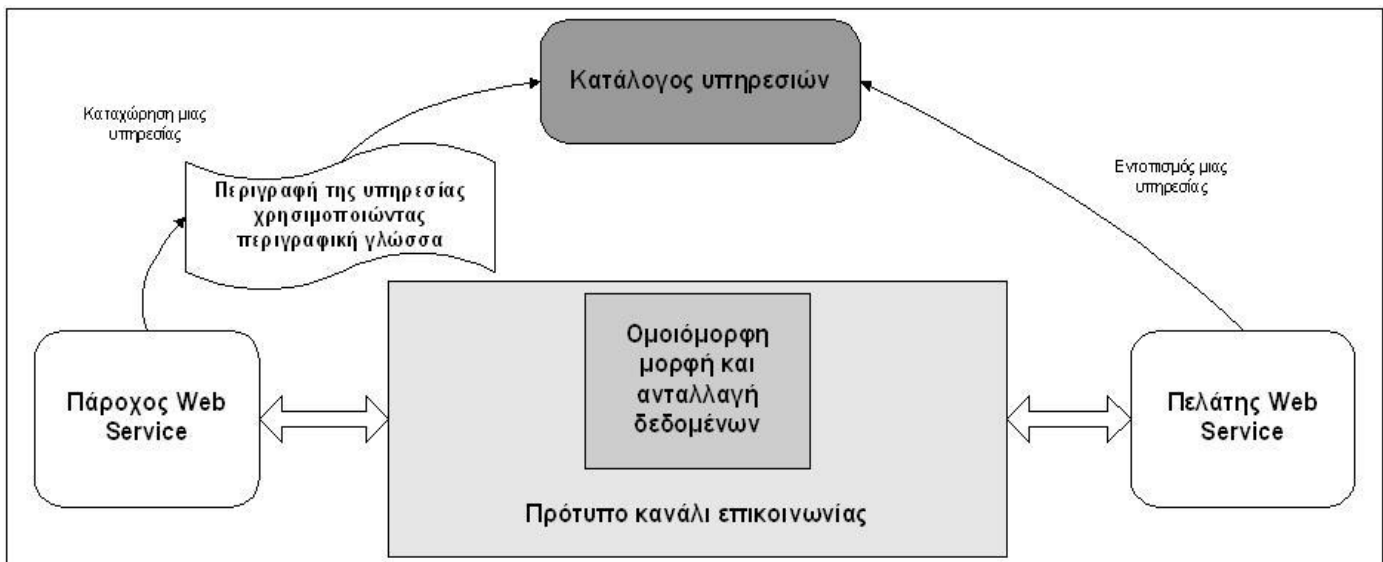 Κατάλογος υπηρεσιών
Καταχώρηση μιας
υπηρεσίας
Περιγραφή της υπηρεσίας
χρησιμοποιώντας
περιγραφική γλώσσα
Εντοπισμός μιας
υπηρεσίας
Πάροχος Web
Service
Ομοιόμορφη
μορφή και
ανταλλαγή
δεδομένων
Πρότυπο κανάλι επικοινωνίας
Πελάτης Web
Service